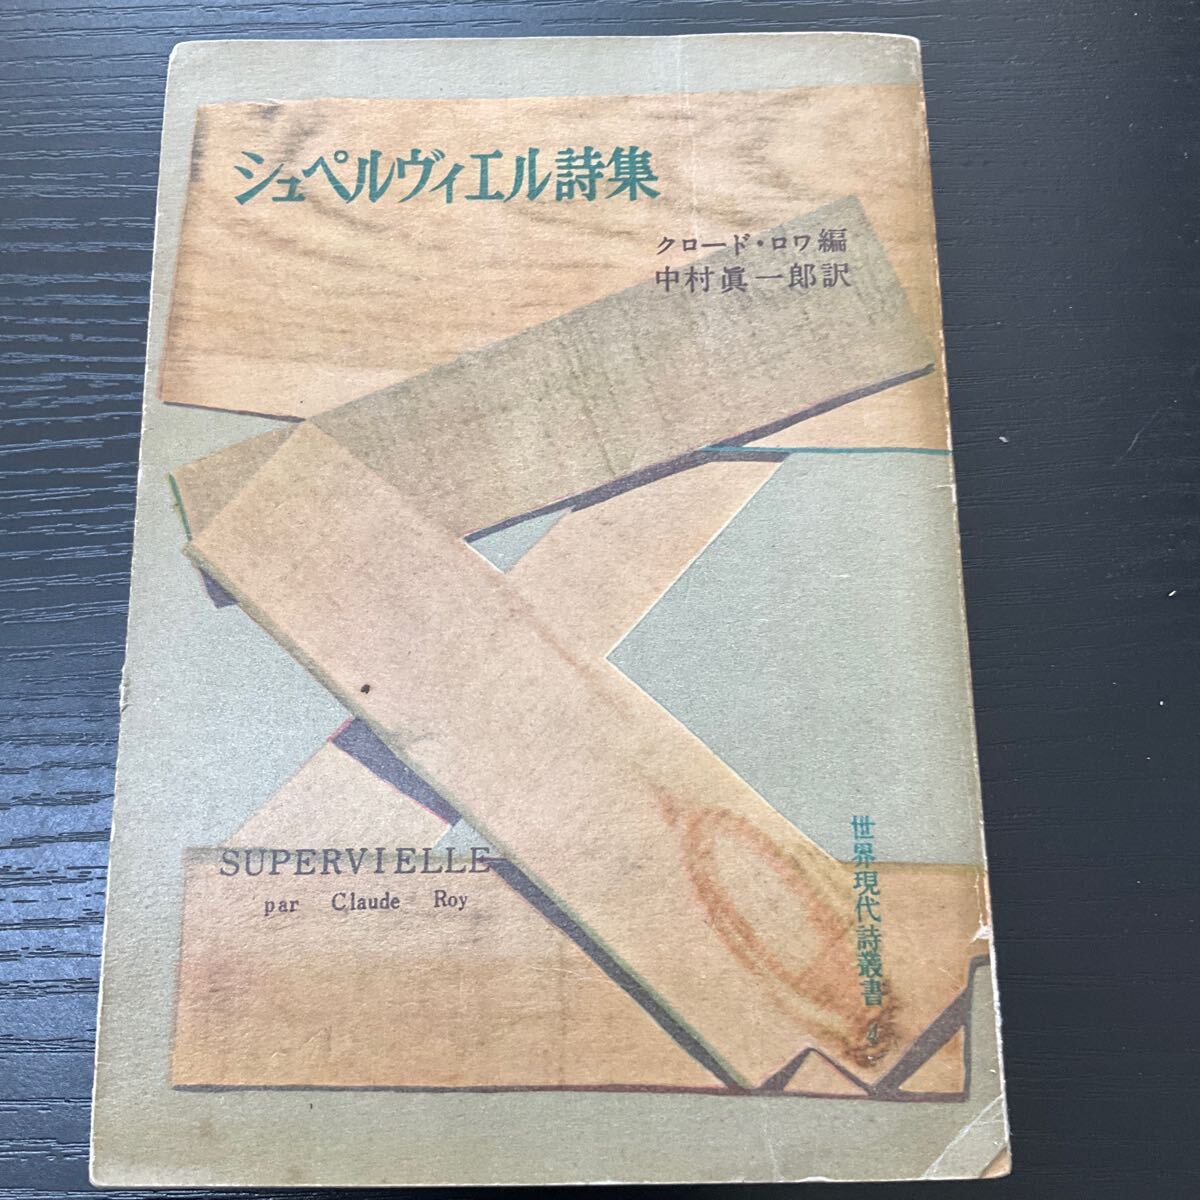 シュペルヴィエル詩集
クロード・ロワ編
中村眞一郎訳
SUPERVIELLE
par Claude Roy
世界現代詩叢書 4